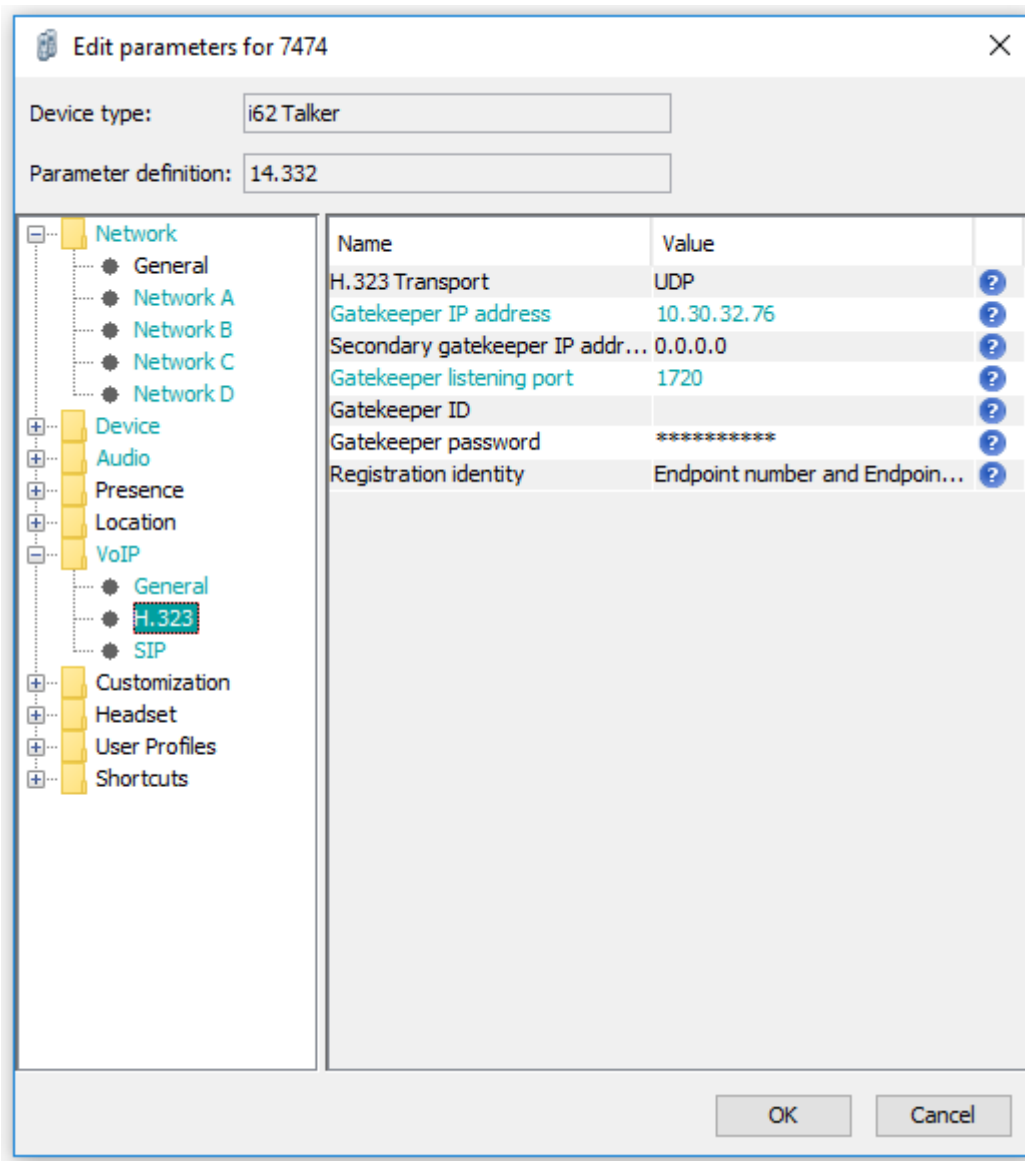 Edit parameters for 7474
Device type: i62 Talker
Parameter definition: 14.332
Network
General
Network A
Network B
Network C
Network D
Device
Audio
Presence
Location
VoIP
General
H.323
SIP
Customization
Headset
User Profiles
Shortcuts
Name Value
H.323 Transport UDP
Gatekeeper IP address 10.30.32.76
Secondary gatekeeper IP addr... 0.0.0.0
Gatekeeper listening port 1720
Gatekeeper ID
Gatekeeper password **********
Registration identity Endpoint number and Endpoin...
OK Cancel